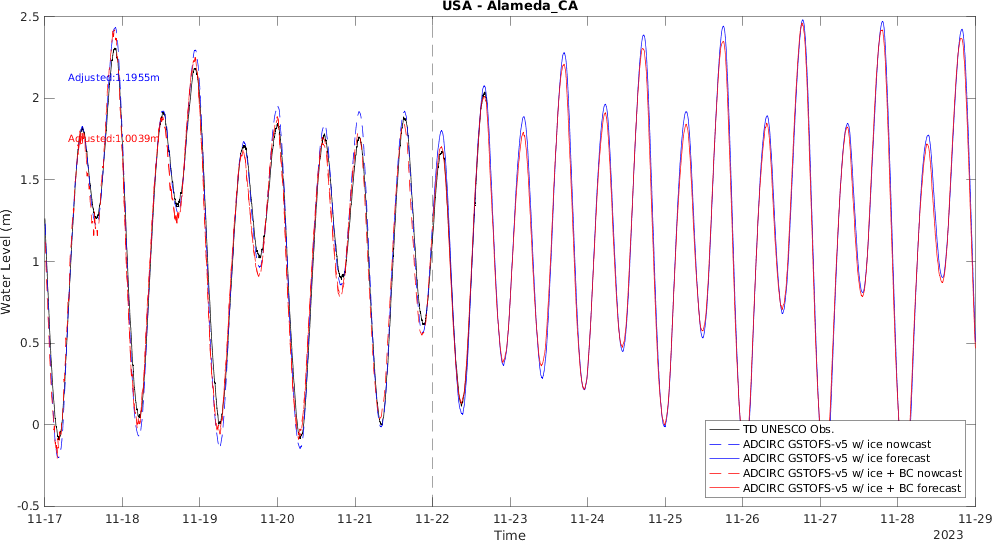 USA - Alameda_CA
2.5
2
1.5
1
0.5
0
-0.5
Water Level (m)
Adjusted:1.1955m
Adjusted:1.0039m
TD UNESCO Obs.
ADCIRC GSTOFS-v5 w/ ice nowcast
ADCIRC GSTOFS-v5 w/ ice forecast
ADCIRC GSTOFS-v5 w/ ice + BC nowcast
ADCIRC GSTOFS-v5 w/ ice + BC forecast
11-17 11-18 11-19 11-20 11-21 11-22 11-23 11-24 11-25 11-26 11-27 11-28 11-29
Time
2023